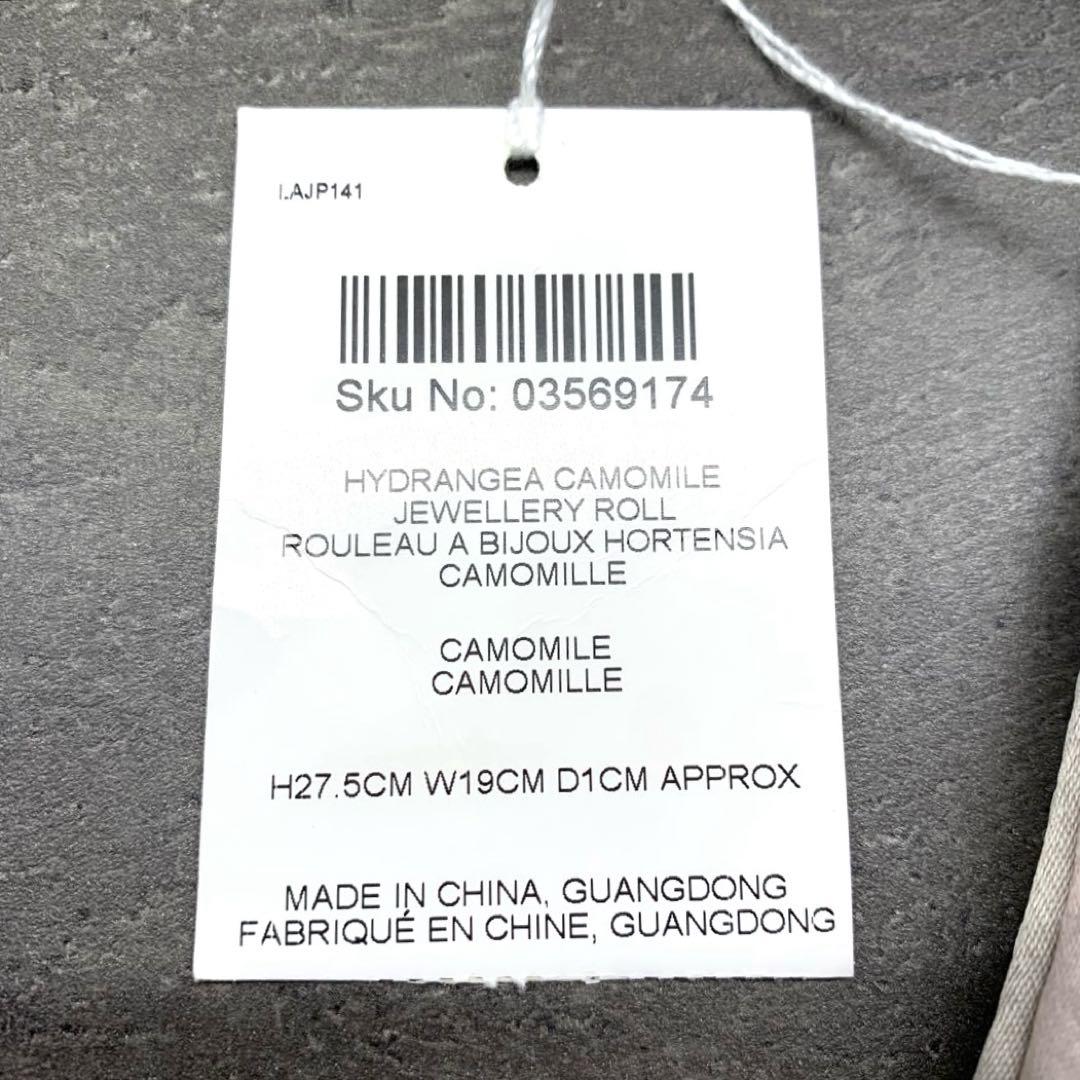 LAJP141
Sku No: 03569174
HYDRANGEA CAMOMILE
JEWELLERY ROLL
ROULEAU A BIJOUX HORTENSIA
CAMOMILLE
CAMOMILE
CAMOMILLE
H27.5CM W19CM D1CM APPROX
MADE IN CHINA, GUANGDONG
FABRIQUÉ EN CHINE, GUANGDONG